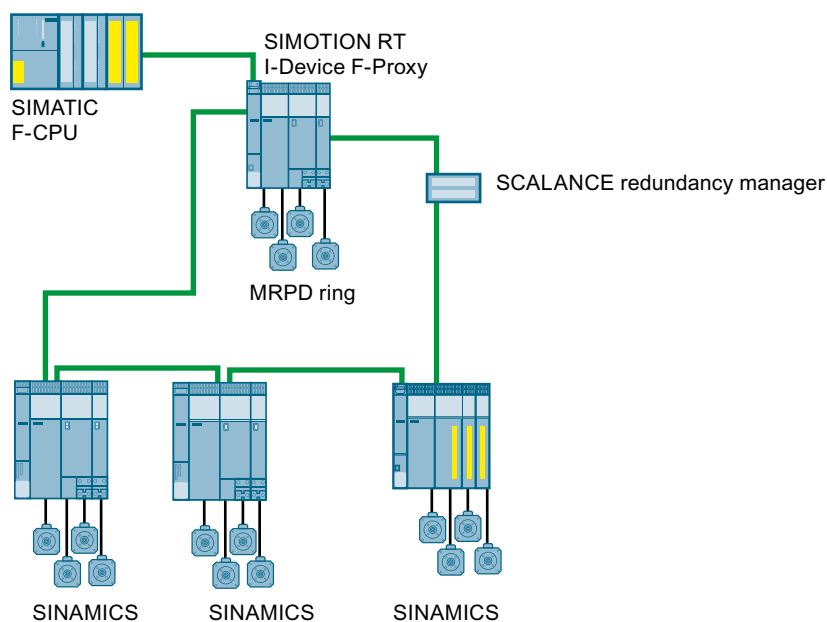 SIMOTION RT
I-Device F-Proxy
SIMATIC
F-CPU
SCALANCE redundancy manager
MRPD ring
SINAMICS
SINAMICS
SINAMICS